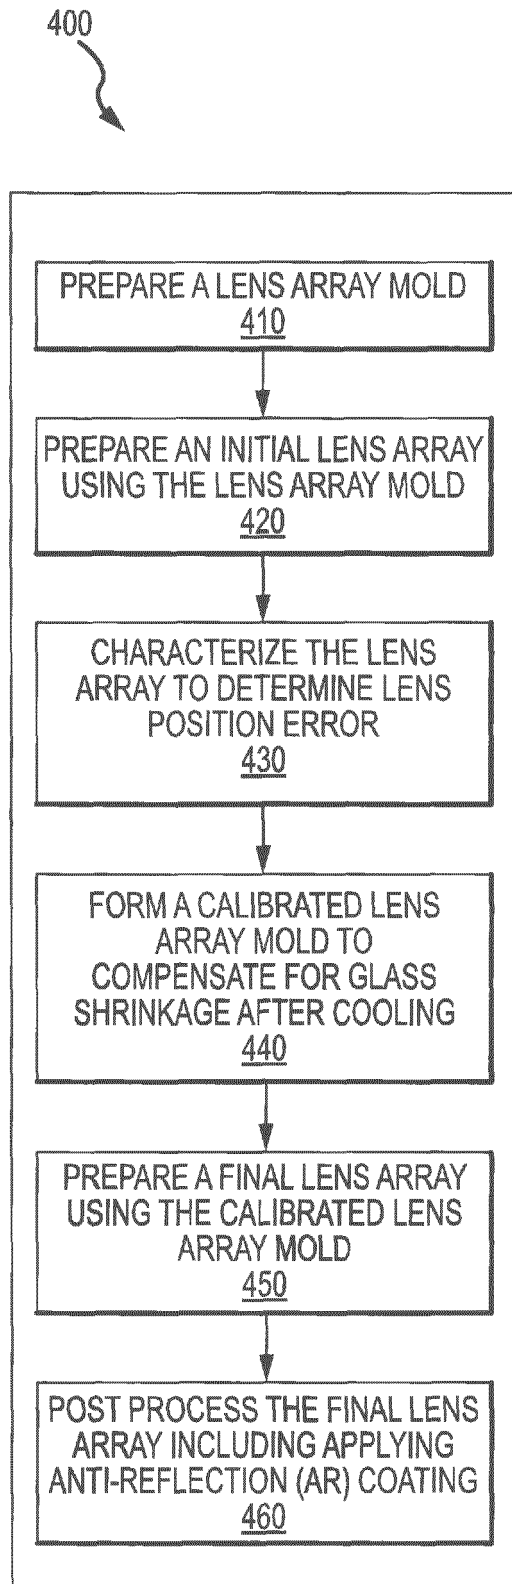 400
PREPARE A LENS ARRAY MOLD
410
PREPARE AN INITIAL LENS ARRAY
USING THE LENS ARRAY MOLD
420
CHARACTERIZE THE LENS
ARRAY TO DETERMINE LENS
POSITION ERROR
430
FORM A CALIBRATED LENS
ARRAY MOLD TO
COMPENSATE FOR GLASS
SHRINKAGE AFTER COOLING
440
PREPARE A FINAL LENS ARRAY
USING THE CALIBRATED LENS
ARRAY MOLD
450
POST PROCESS THE FINAL LENS
ARRAY INCLUDING APPLYING
ANTI-REFLECTION (AR) COATING
460